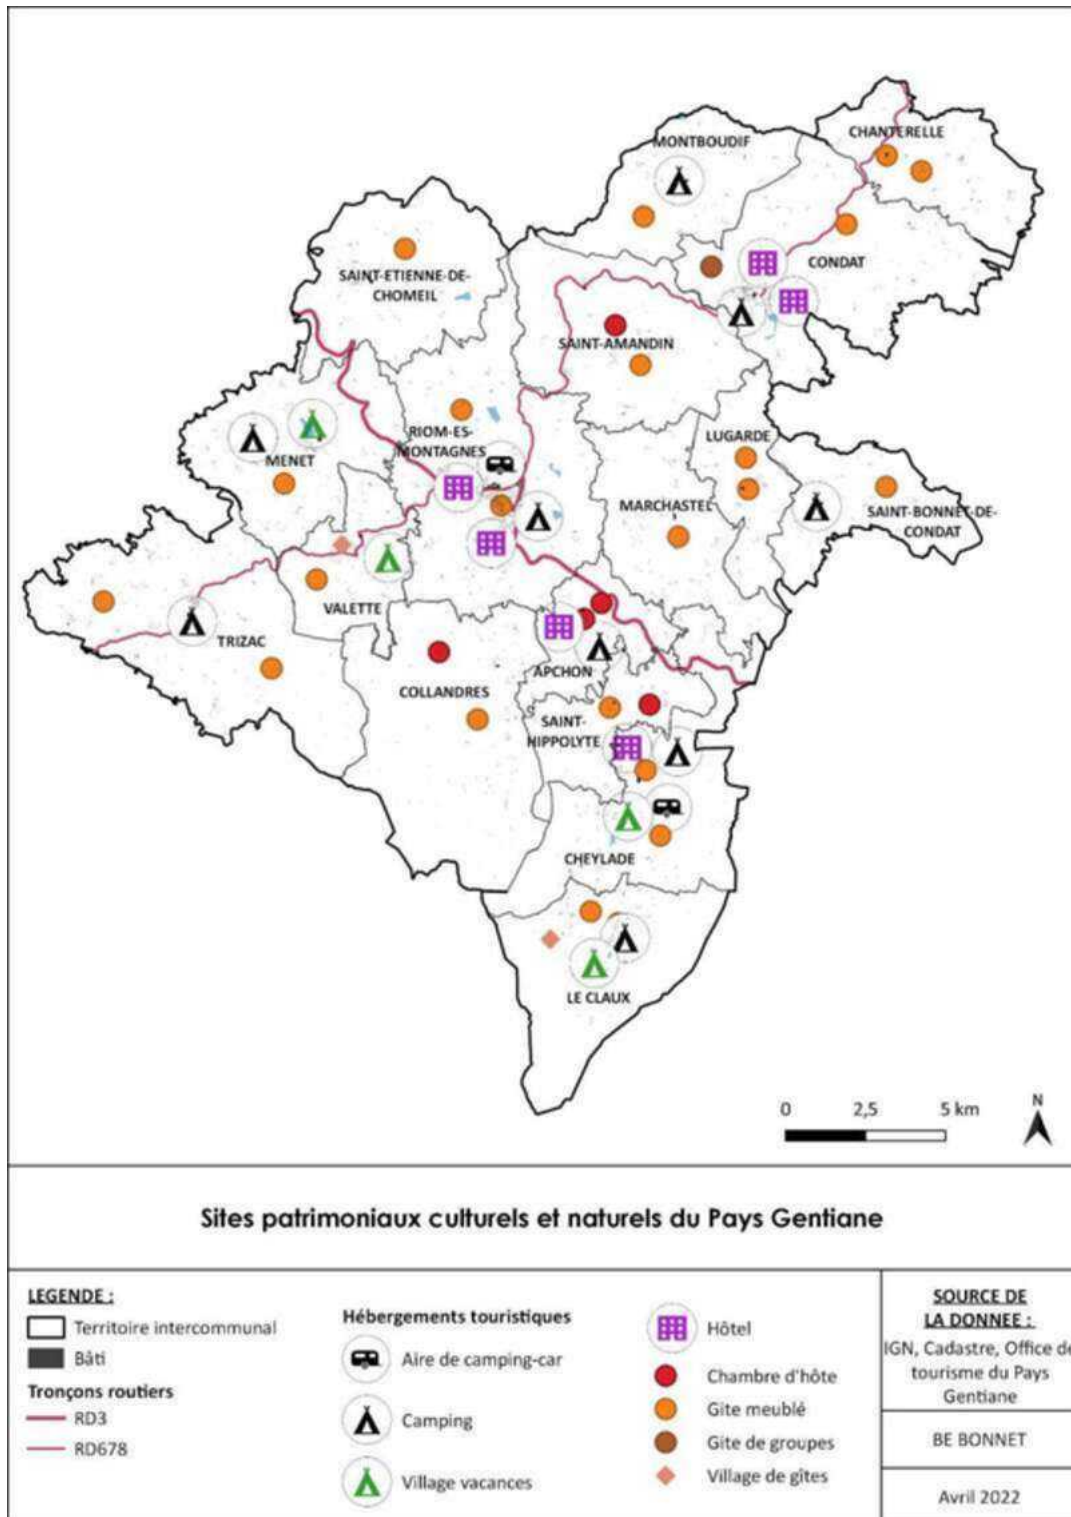 CHANTERELLE
MONTBOUDIF
CONDAT
SAINT-ETIENNE-DE-
CHOMEIL
SAINT-AMANDIN
LUGARDE
RIOM-ES-
MONTAGNES
MENET
MARCHASTEL
SAINT-BONNET-DE-
CONDAT
VALETTE
TRIZAC
APCHON
COLLANDRES
SAINT-
HIPPOLYTE
CHEYLADE
LE CLAUX
0 2,5 5 km
N
Sites patrimoniaux culturels et naturels du Pays Gentiane
LEGENDE :
Territoire intercommunal
Bâti
Tronçons routiers
RD3
RD678
Hébergements touristiques
Aire de camping-car
Camping
Village vacances
Hôtel
Chambre d'hôte
Gite meublé
Gite de groupes
Village de gîtes
SOURCE DE
LA DONNEE :
IGN, Cadastre, Office de
tourisme du Pays
Gentiane
BE BONNET
Avril 2022